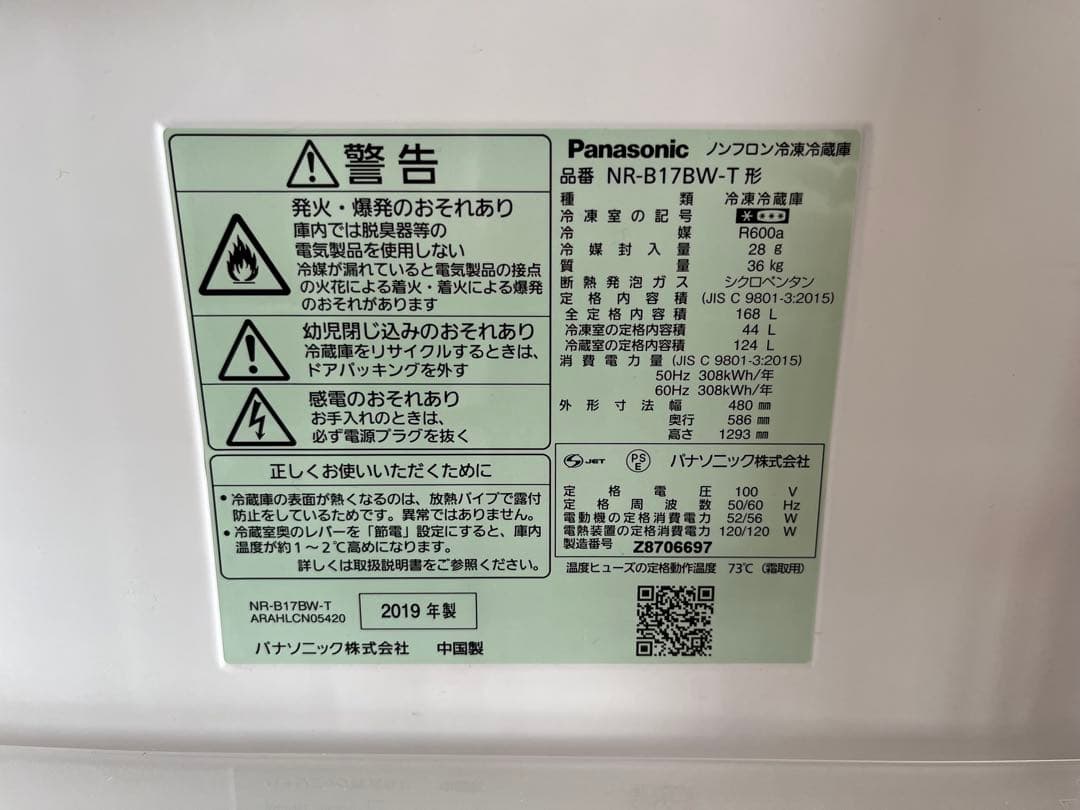 警告
発火・爆発のおそれあり
庫内では脱臭器等の
電気製品を使用しない
冷媒が漏れていると電気製品の接点
の火花による着火・着火による爆発
のおそれがあります
幼児閉じ込みのおそれあり
冷蔵庫をリサイクルするときは、
ドアパッキングを外す
感電のおそれあり
お手入れのときは、
必ず電源プラグを抜く
正しくお使いいただくために
・冷蔵庫の表面が熱くなるのは、放熱パイプで露付
防止をしているためです。異常ではありません。
・冷蔵室奥のレバーを「節電」設定にすると、庫内
温度が約1～2℃高めになります。
詳しくは取扱説明書をご参照ください。
NR-B17BW-T
ARAHLCN05420
2019 年製
パナソニック株式会社 中国製
Panasonic ノンフロン冷凍冷蔵庫
品番 NR-B17BW-T 形
種類 冷凍冷蔵庫
冷凍室の記号
冷媒 R600a
冷媒封入量 28 g
質量 36 kg
断熱発泡ガス シクロペンタン
定格内容積 (JIS C 9801-3:2015)
全定格内容積 168 L
冷凍室の定格内容積 44 L
冷蔵室の定格内容積 124 L
消費電力量 (JIS C 9801-3:2015)
50Hz 308kWh/年
60Hz 308kWh/年
外形寸法 幅 480 mm
奥行 586 mm
高さ 1293 mm
JET PSE パナソニック株式会社
定格電圧 100 V
定格周波数 50/60 Hz
電動機の定格消費電力 52/56 W
電熱装置の定格消費電力 120/120 W
製造番号 Z8706697
温度ヒューズの定格動作温度 73℃（霜取用）